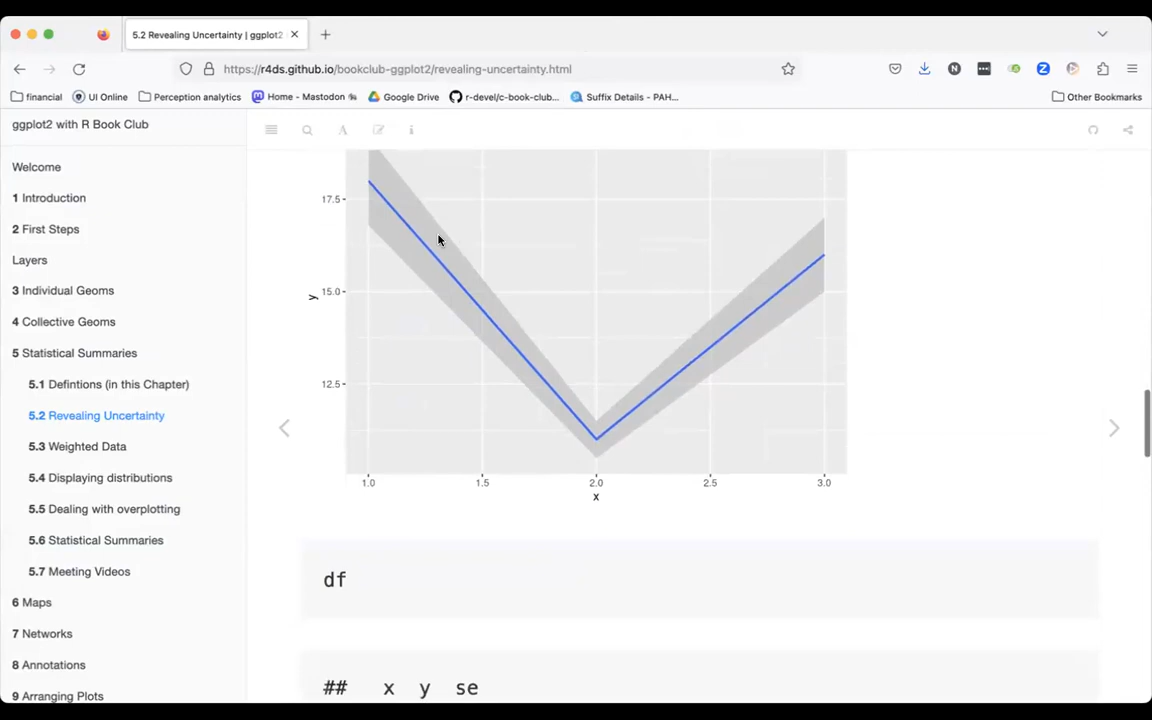 5.2 Revealing Uncertainty | ggplot2
https://r4ds.github.io/bookclub-ggplot2/revealing-uncertainty.html
financial
UI Online
Perception analytics
Home - Mastodon
Google Drive
r-devel/c-book-club...
Suffix Details - PAH...
Other Bookmarks
ggplot2 with R Book Club
Welcome
1 Introduction
2 First Steps
Layers
3 Individual Geoms
4 Collective Geoms
5 Statistical Summaries
5.1 Defintions (in this Chapter)
5.2 Revealing Uncertainty
5.3 Weighted Data
5.4 Displaying distributions
5.5 Dealing with overplotting
5.6 Statistical Summaries
5.7 Meeting Videos
6 Maps
7 Networks
8 Annotations
9 Arranging Plots
17.5
15.0
12.5
y
1.0 1.5 2.0 2.5 3.0
x
df
## x y se